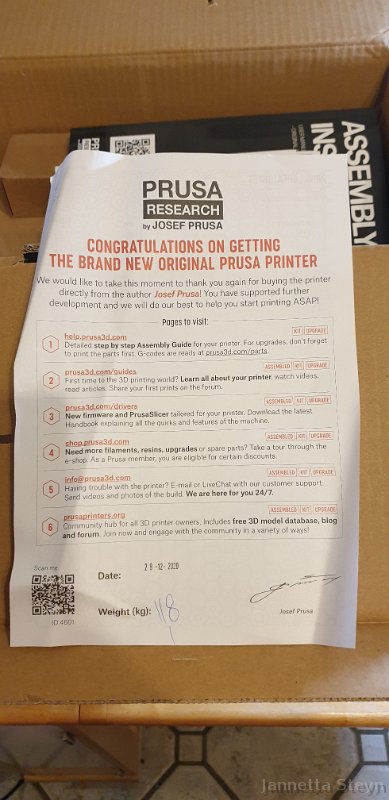 ASSEMBLY
INS
PRUSA
RESEARCH
by JOSEF PRUSA
CONGRATULATIONS ON GETTING
THE BRAND NEW ORIGINAL PRUSA PRINTER
We would like to take this moment to thank you again for buying the printer
directly from the author Josef Prusa! You have supported further
development and we will do our best to help you start printing ASAP!
Pages to visit:
KIT UPGRADE
1 help.prusa3d.com
Detailed step by step Assembly Guide for your printer. For upgrades, don't forget
to print the parts first. G-codes are ready at prusa3d.com/parts.
ASSEMBLED KIT UPGRADE
2 prusa3d.com/guides
First time to the 3D printing world? Learn all about your printer, watch videos,
read articles. Share your first prints on the forum.
ASSEMBLED KIT UPGRADE
3 prusa3d.com/drivers
New firmware and PrusaSlicer tailored for your printer. Download the latest
Handbook explaining all the quirks and features of the machine.
ASSEMBLED KIT UPGRADE
4 shop.prusa3d.com
Need more filaments, resins, upgrades or spare parts? Take a tour through the
e-shop. As a Prusa member, you are eligible for certain discounts.
ASSEMBLED KIT UPGRADE
5 info@prusa3d.com
Having trouble with the printer? E-mail or LiveChat with our customer support.
Send videos and photos of the build. We are here for you 24/7.
ASSEMBLED KIT UPGRADE
6 prusaprinters.org
Community hub for all 3D printer owners. Includes free 3D model database, blog
and forum. Join now and engage with the community in a variety of ways!
Scan me
Date: 28-12-2020
Weight (kg): 118
Josef Prusa
ID 4601
Jannetta Steyn